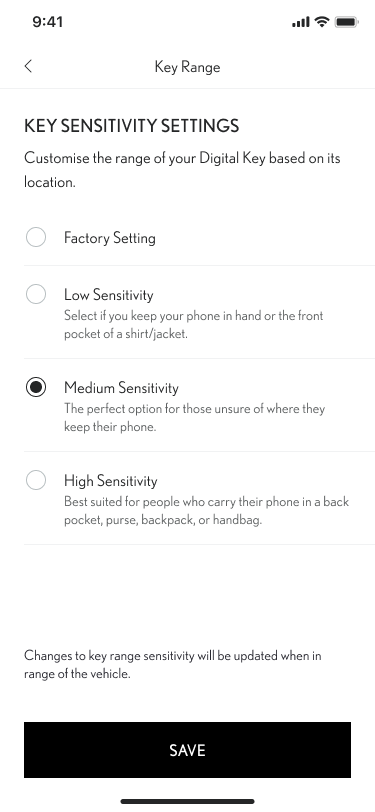 9:41
Key Range
KEY SENSITIVITY SETTINGS
Customise the range of your Digital Key based on its
location.
Factory Setting
Low Sensitivity
Select if you keep your phone in hand or the front
pocket of a shirt/jacket.
Medium Sensitivity
The perfect option for those unsure of where they
keep their phone.
High Sensitivity
Best suited for people who carry their phone in a back
pocket, purse, backpack, or handbag.
Changes to key range sensitivity will be updated when in
range of the vehicle.
SAVE